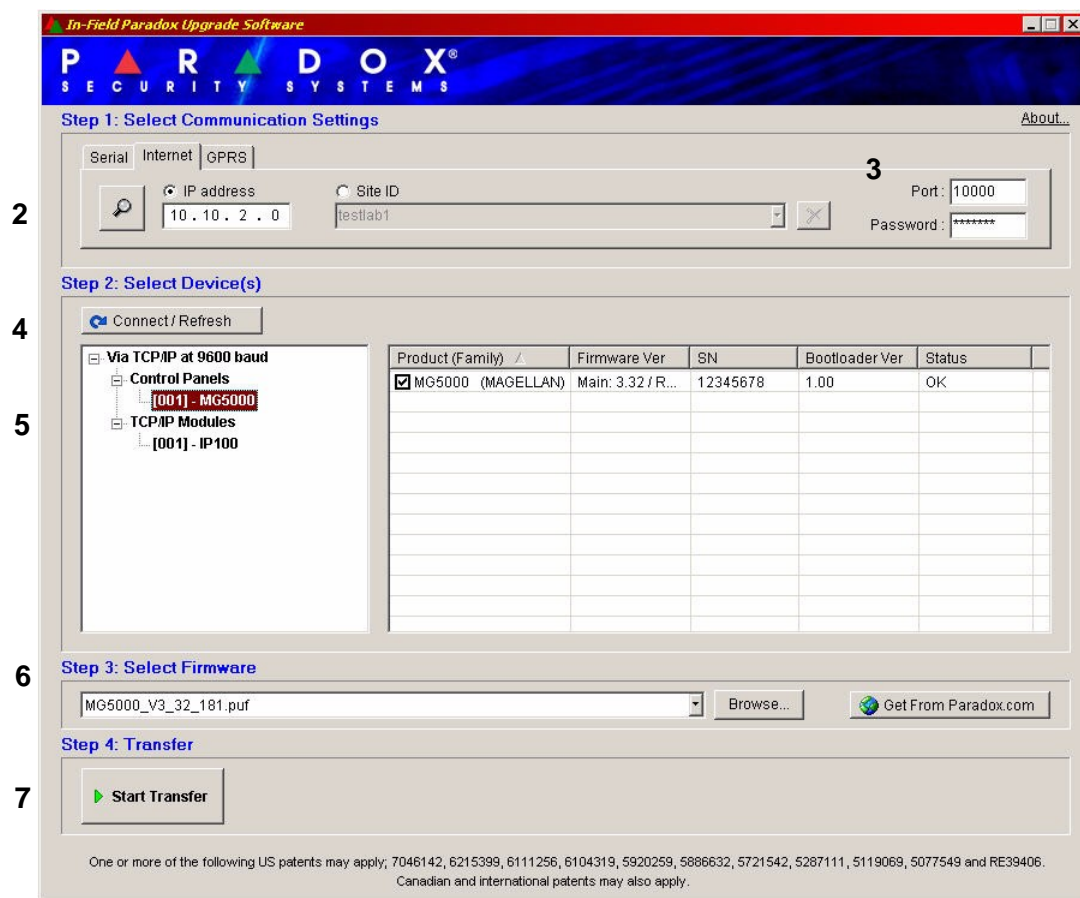 In-Field Paradox Upgrade Software
PARADOX®
SECURITY SYSTEMS
Step 1: Select Communication Settings
About...
Serial Internet GPRS
3
2
IP address
Site ID
Port : 10000
10 . 10 . 2 . 0
testlab1
Password : *******
Step 2: Select Device(s)
4
Connect / Refresh
Via TCP/IP at 9600 baud
Control Panels
[001] - MG5000
5
TCP/IP Modules
[001] - IP100
Product (Family) Firmware Ver SN Bootloader Ver Status
MG5000 (MAGELLAN) Main: 3.32 / R... 12345678 1.00 OK
Step 3: Select Firmware
6
MG5000_V3_32_181.puf
Browse...
Get From Paradox.com
Step 4: Transfer
7
Start Transfer
One or more of the following US patents may apply; 7046142, 6215399, 6111256, 6104319, 5920259, 5886632, 5721542, 5287111, 5119069, 5077549 and RE39406.
Canadian and international patents may also apply.